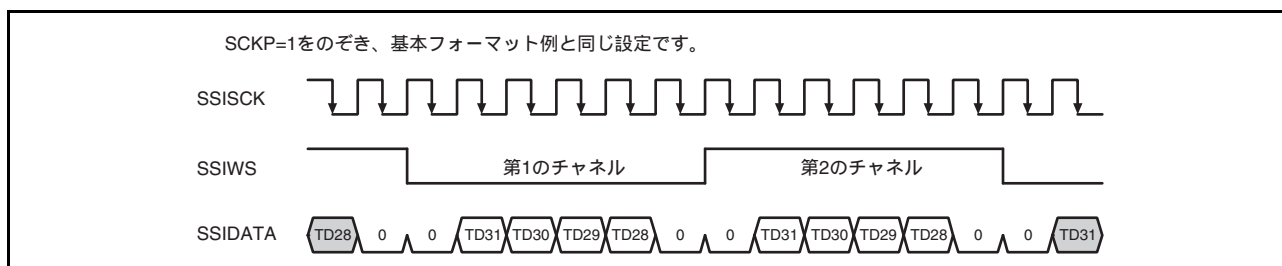 SCKP=1をのぞき、基本フォーマット例と同じ設定です。
SSISCK
SSIWS 第1のチャネル 第2のチャネル
SSIDATA TD28 0 0 TD31 TD30 TD29 TD28 0 0 TD31 TD30 TD29 TD28 0 0 TD31